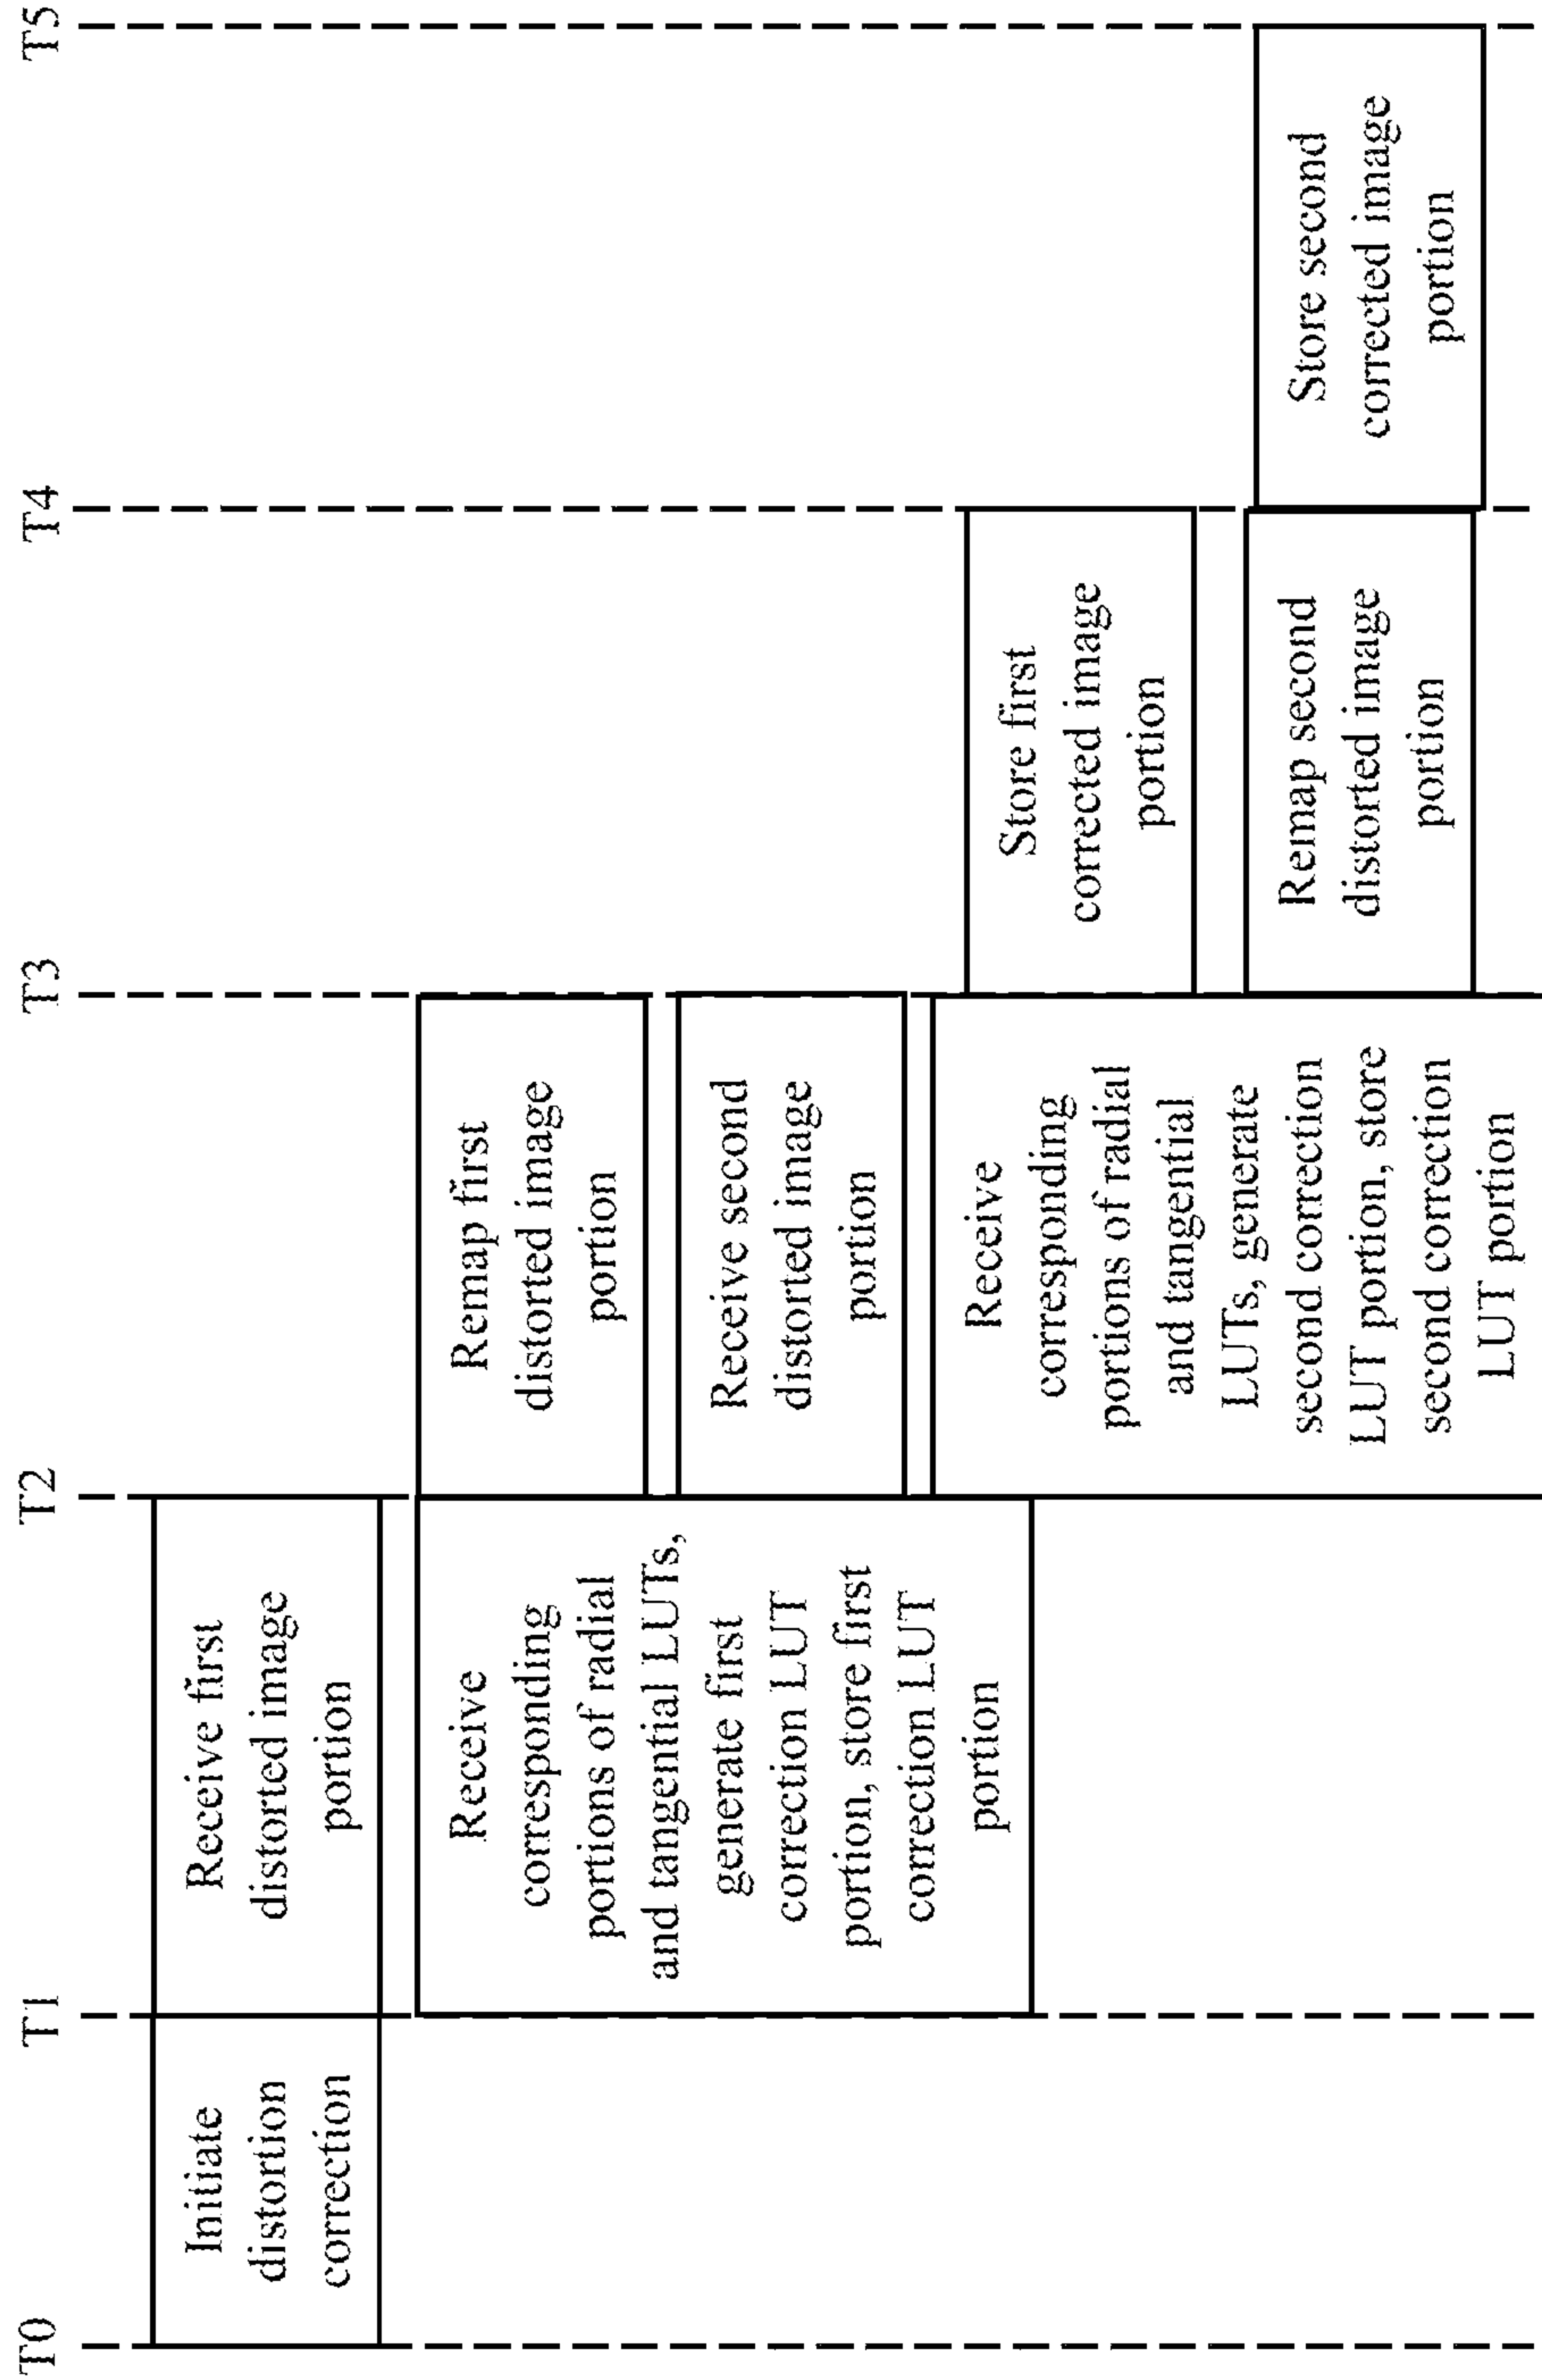 T0
T1
T2
T3
T4
T5
Initiate
distortion
correction
Receive first
distorted image
portion
Receive
corresponding
portions of radial
and tangential LUTs,
generate first
correction LUT
portion, store first
correction LUT
portion
Remap first
distorted image
portion
Receive second
distorted image
portion
Receive
corresponding
portions of radial
and tangential
LUTs, generate
second correction
LUT portion, store
second correction
LUT portion
Store first
corrected image
portion
Remap second
distorted image
portion
Store second
corrected image
portion